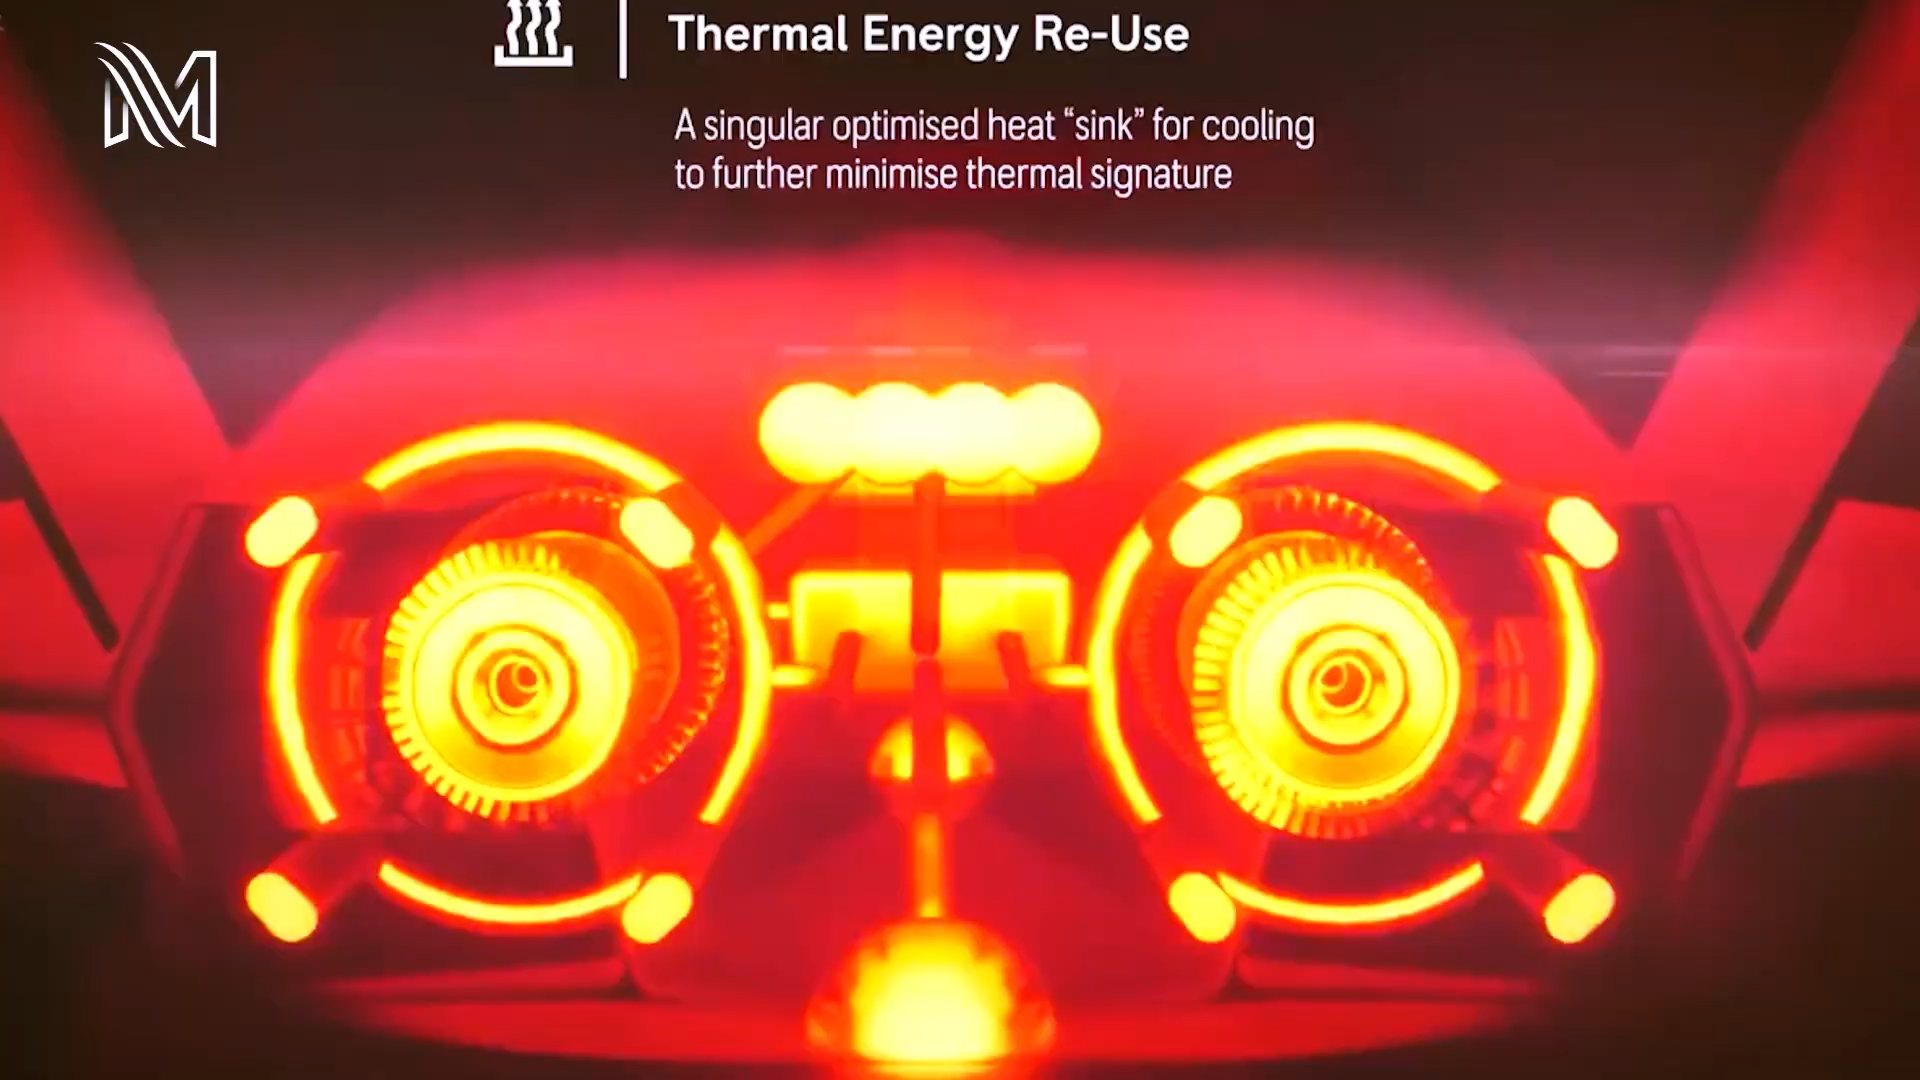 Thermal Energy Re-Use
A singular optimised heat “sink” for cooling
to further minimise thermal signature